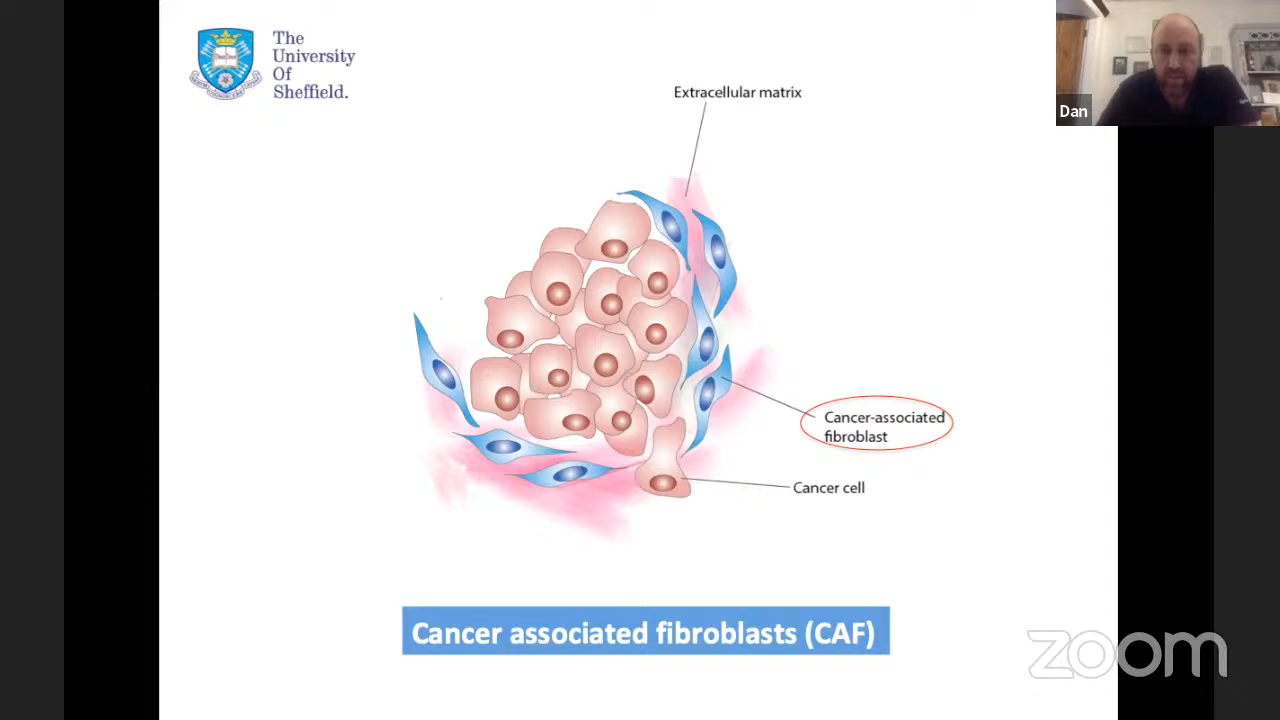 The
University
Of
Sheffield.
Extracellular matrix
Dan
Cancer-associated
fibroblast
Cancer cell
Cancer associated fibroblasts (CAF)
zoom